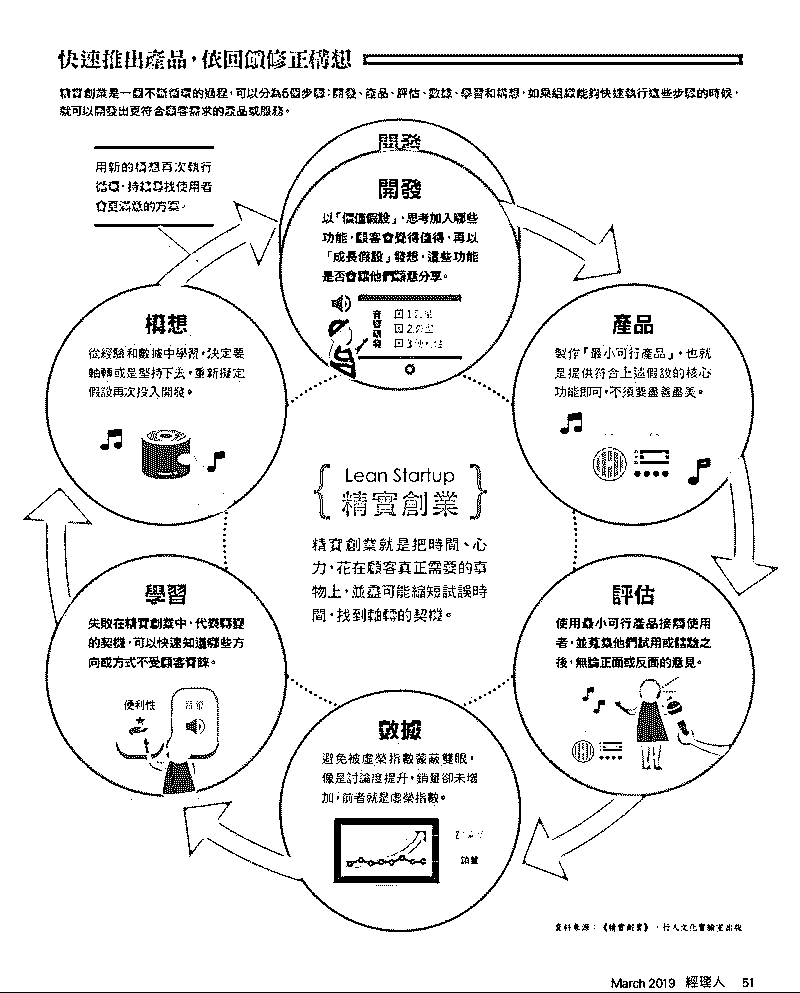 快速推出產品，依回饋修正構想
精實創業是一個不斷循環的過程，可以分為6個步驟：開發、產品、評估、數據、學習和構想，如果組織能夠快速執行這些步驟的時候，
就可以開發出更符合顧客需求的產品或服務。
用新的構想再次執行
循環，持續尋找使用者
會更滿意的方案。
開發
開發
以「價值假設」，思考加入哪些
功能，顧客會覺得值得，再以
「成長假設」發想，這些功能
是否會讓他們願意分享。
1
2
3
產品
製作「最小可行產品」，也就
是提供符合上述假設的核心
功能即可，不須要盡善盡美。
評估
使用最小可行產品接觸使用
者，並蒐集他們試用或體驗之
後，無論正面或反面的意見。
數據
避免被虛榮指數蒙蔽雙眼，
像是討論度提升，銷量卻未增
加，前者就是虛榮指數。
銷量
學習
失敗在精實創業中，代表轉變
的契機，可以快速知道哪些方
向或方式不受顧客青睞。
便利性
音量
構想
從經驗和數據中學習，決定要
軸轉或是堅持下去，重新擬定
假設再次投入開發。
Lean Startup
精實創業
精實創業就是把時間、心
力，花在顧客真正需要的事
物上，並盡可能縮短試誤時
間，找到軸轉的契機。
資料來源：《精實創業》，行人文化實驗室出版
March 2019 經理人 51